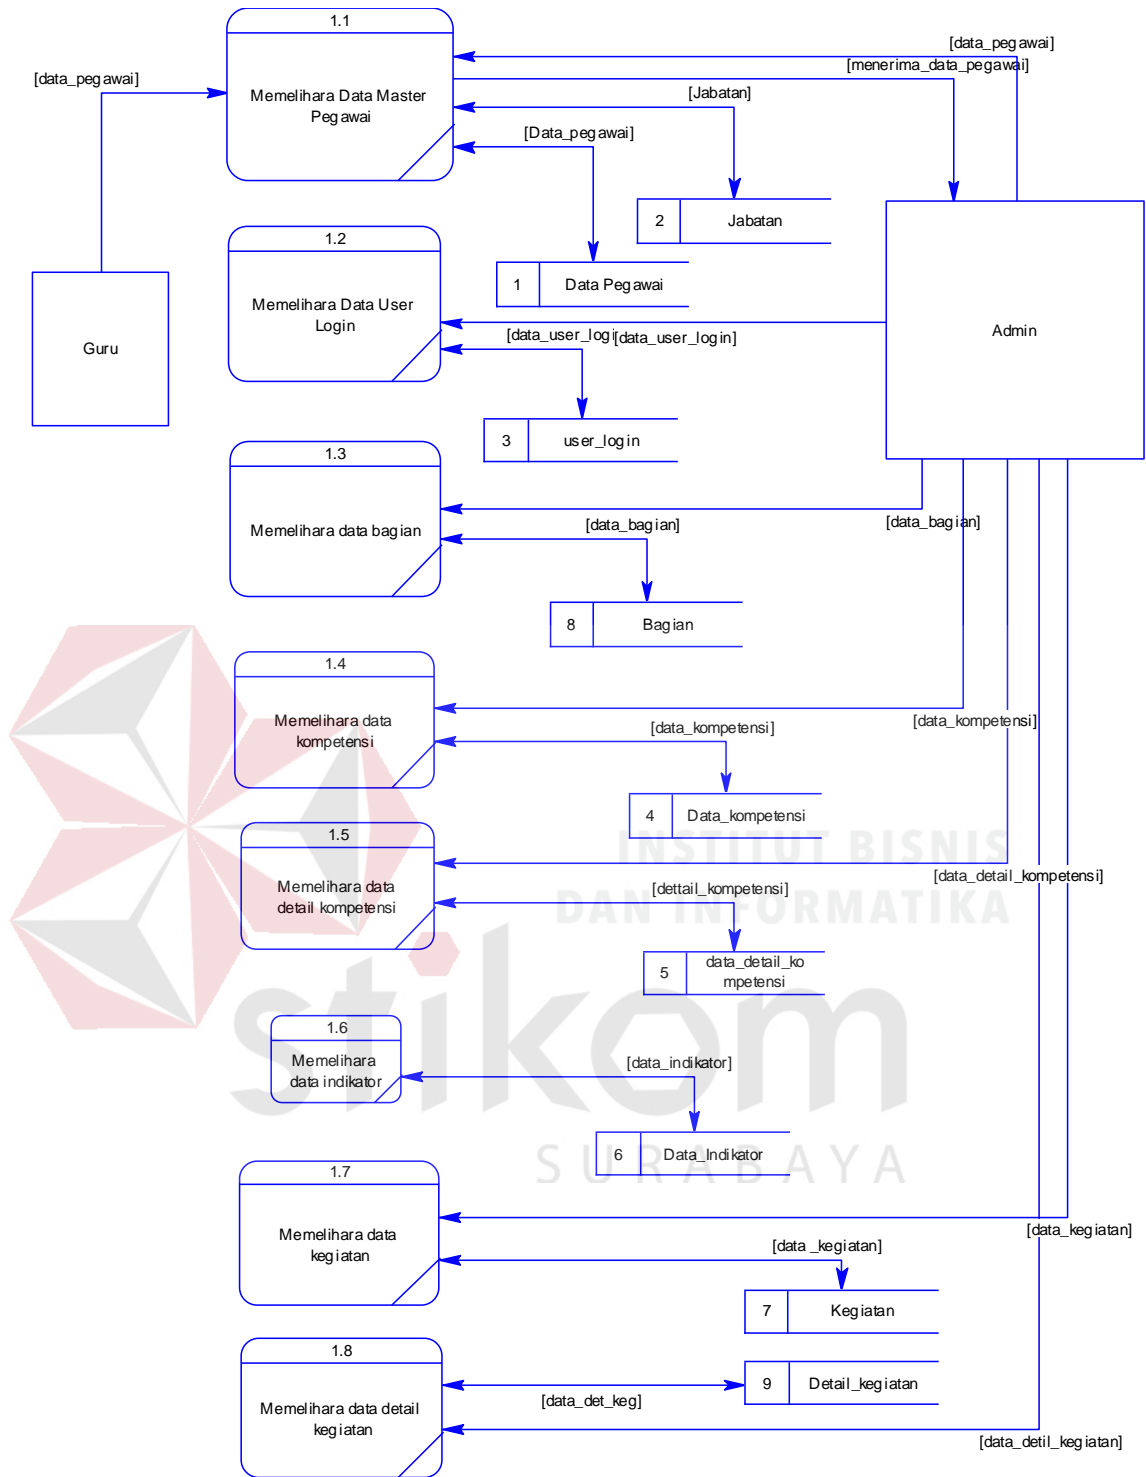 1.1
[data_pegawai]
[data_pegawai]
[menerima_data_pegawai]
Memelihara Data Master
Pegawai
[Jabatan]
[Data_pegawai]
2 Jabatan
1.2
1 Data Pegawai
Memelihara Data User
Login
Guru
Admin
[data_user_logi
[data_user_login]
3 user_login
1.3
Memelihara data bagian
[data_bagian]
[data_bagian]
8 Bagian
1.4
Memelihara data
kompetensi
[data_kompetensi]
[data_kompetensi]
4 Data_kompetensi
1.5
INSTITUT BISNIS
DAN INFORMATIKA
Memelihara data
detail kompetensi
[data_detail_kompetensi]
[dettail_kompetensi]
5 data_detail_ko
mpetensi
stikom
SURABAYA
1.6
Memelihara
data indikator
[data_indikator]
6 Data_Indikator
1.7
Memelihara data
kegiatan
[data_kegiatan]
[data _kegiatan]
7 Kegiatan
1.8
Memelihara data detail
kegiatan
9 Detail_kegiatan
[data_det_keg]
[data_detil_kegiatan]